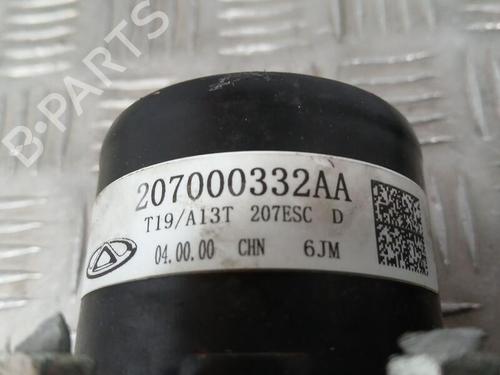 B-PARTS
207000332AA
T19/A13T 207ESC D
04.00.00 CHN 6JM